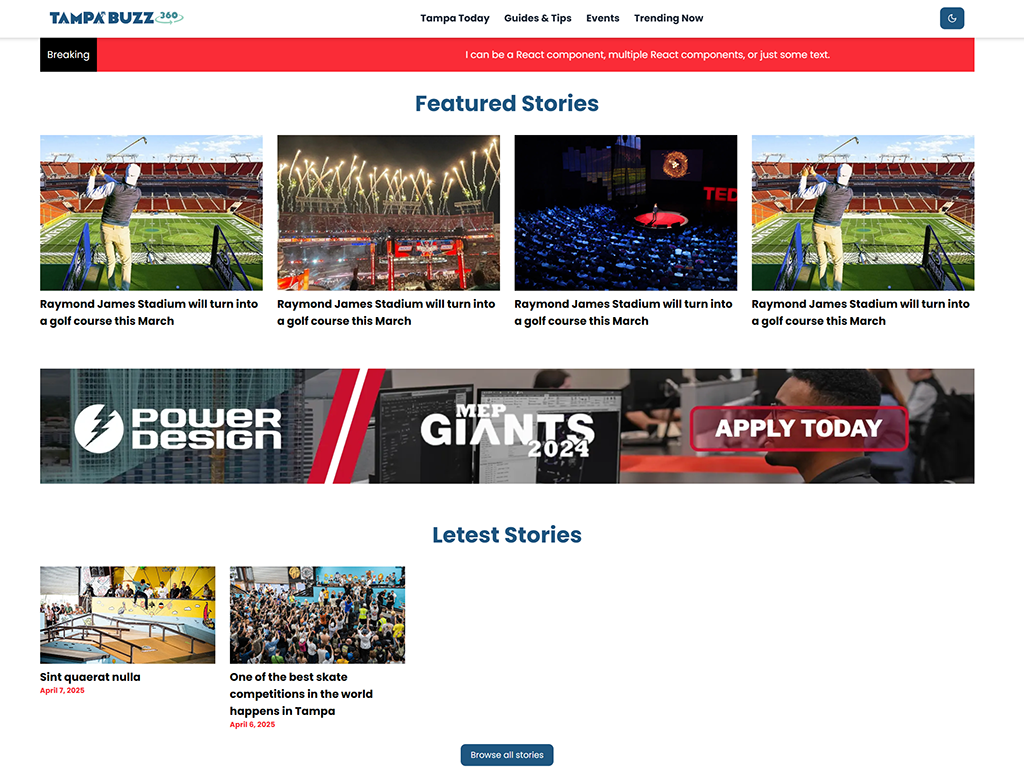 TAMPA BUZZ 360
Tampa Today Guides & Tips Events Trending Now
Breaking
I can be a React component, multiple React components, or just some text.
Featured Stories
TED
Raymond James Stadium will turn into
a golf course this March
Raymond James Stadium will turn into
a golf course this March
Raymond James Stadium will turn into
a golf course this March
Raymond James Stadium will turn into
a golf course this March
POWER
DESIGN
MEP
GIANTS
2024
APPLY TODAY
Letest Stories
Sint quaerat nulla
April 7, 2025
One of the best skate
competitions in the world
happens in Tampa
April 6, 2025
Browse all stories